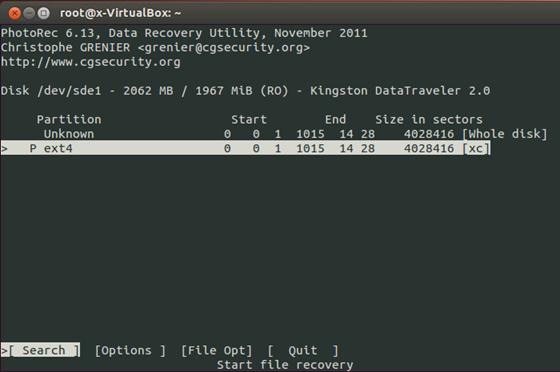 root@x-VirtualBox: ~
PhotoRec 6.13, Data Recovery Utility, November 2011
Christophe GRENIER <grenier@cgsecurity.org>
http://www.cgsecurity.org
Disk /dev/sde1 - 2062 MB / 1967 MiB (RO) - Kingston DataTraveler 2.0
Partition Start End Size in sectors
Unknown 0 0 1 1015 14 28 4028416 [Whole disk]
> P ext4 0 0 1 1015 14 28 4028416 [xc]
>[ Search ] [Options ] [File Opt] [ Quit ]
Start file recovery